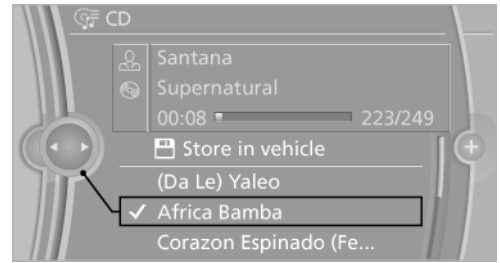 CD
Santana
Supernatural
00:08 223/249
Store in vehicle
(Da Le) Yaleo
Africa Bamba
Corazon Espinado (Fe...